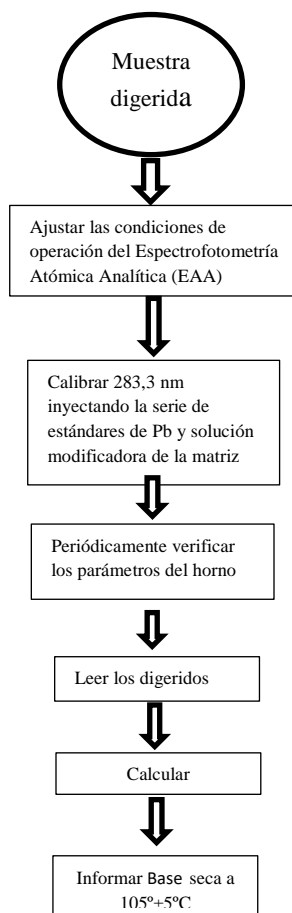 Muestra
digerida
Ajustar las condiciones de
operación del Espectrofotometría
Atómica Analítica (EAA)
Calibrar 283,3 nm
inyectando la serie de
estándares de Pb y solución
modificadora de la matriz
Periódicamente verificar
los parámetros del horno
Leer los digeridos
Calcular
Informar Base seca a
105º+5ºC